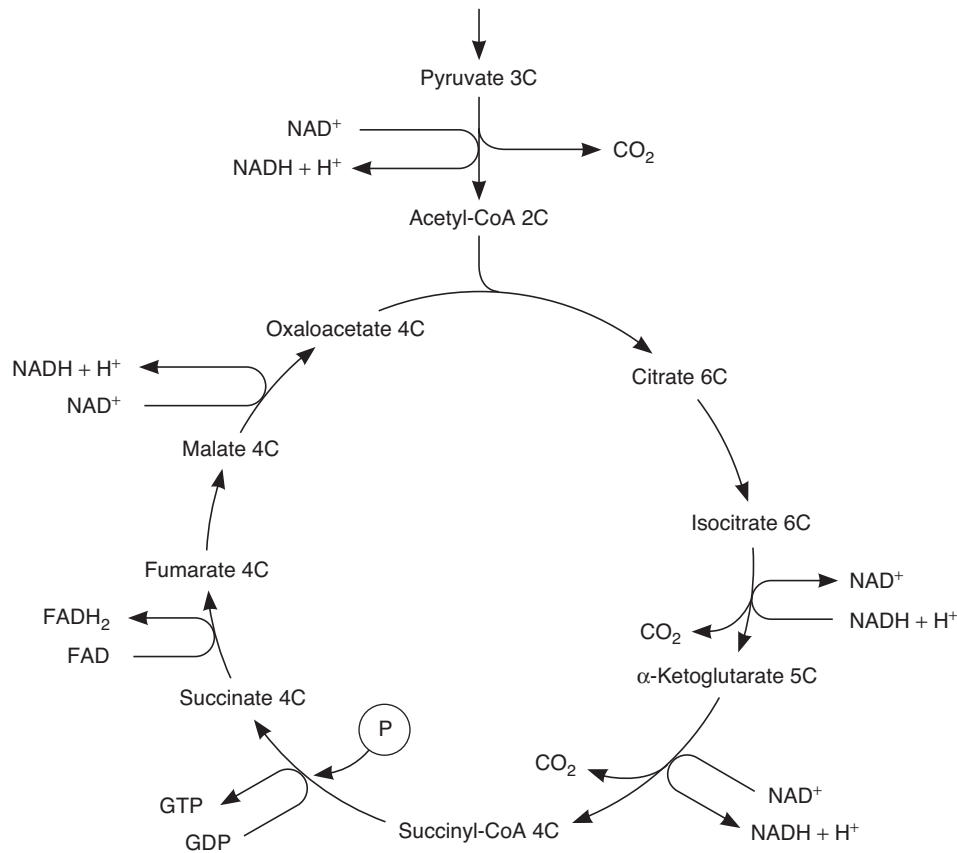 Pyruvate 3C
NAD⁺
NADH + H⁺
CO₂
Acetyl-CoA 2C
Oxaloacetate 4C
Citrate 6C
NADH + H⁺
NAD⁺
Malate 4C
Isocitrate 6C
Fumarate 4C
NAD⁺
NADH + H⁺
CO₂
α-Ketoglutarate 5C
FADH₂
FAD
Succinate 4C
P
CO₂
NAD⁺
NADH + H⁺
GTP
GDP
Succinyl-CoA 4C